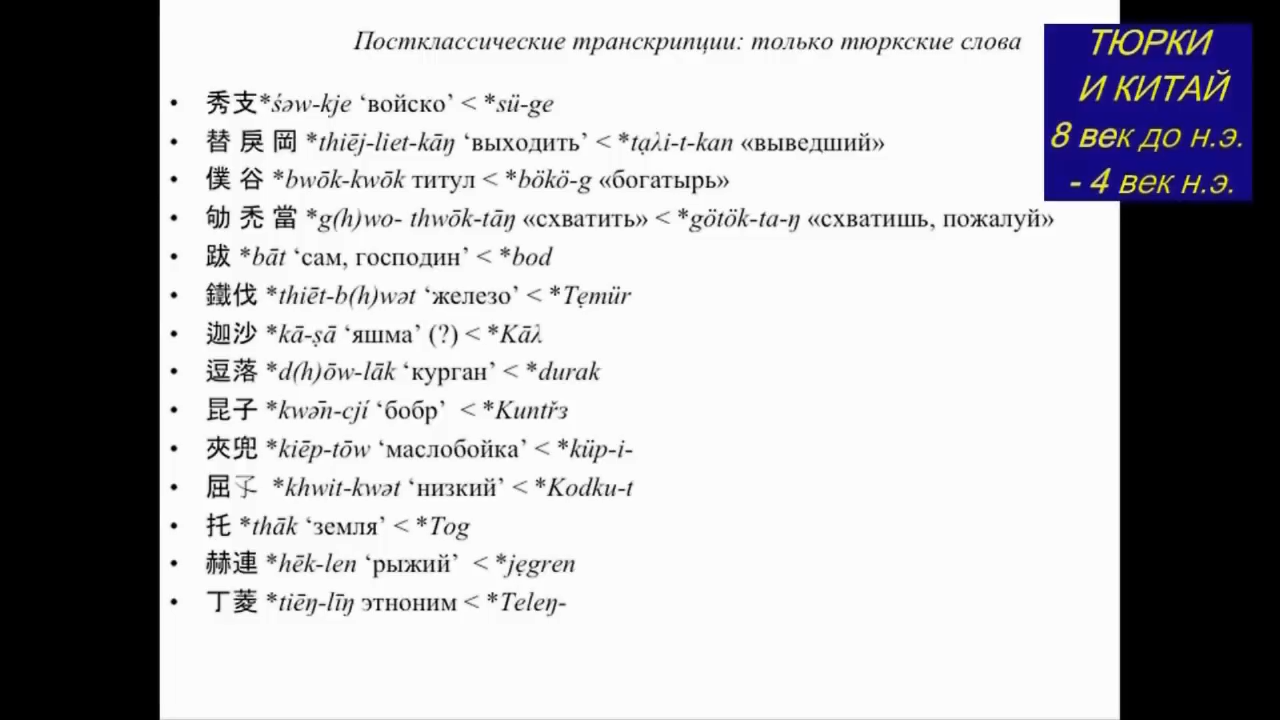 Постклассические транскрипции: только тюркские слова
• 秀支*śəw-kje ‘войско’ < *sü-ge
• 替 戾 岡 *thiēj-liet-kāŋ ‘выходить’ < *tạλi-t-kan «выведший»
• 僕 谷 *bwōk-kwōk титул < *bökö-g «богатырь»
• 劬 禿 當 *g(h)wo- thwōk-tāŋ «схватить» < *götök-ta-ŋ «схватишь, пожалуй»
• 跋 *bāt ‘сам, господин’ < *bod
• 鐵伐 *thiēt-b(h)wət ‘железо’ < *Tẹmür
• 迦沙 *kā-ṣā ‘яшма’ (?) < *Kāλ
• 逗落 *d(h)ōw-lāk ‘курган’ < *durak
• 昆子 *kwə̄n-cjí ‘бобр’ < *Kuntřз
• 夾兜 *kiēp-tōw ‘маслобойка’ < *küp-i-
• 屈孑 *khwit-kwət ‘низкий’ < *Kodku-t
• 托 *thāk ‘земля’ < *Tog
• 赫連 *hēk-len ‘рыжий’ < *jẹgren
• 丁菱 *tiēŋ-līŋ этноним < *Teleŋ-
ТЮРКИ
И КИТАЙ
8 век до н.э.
- 4 век н.э.